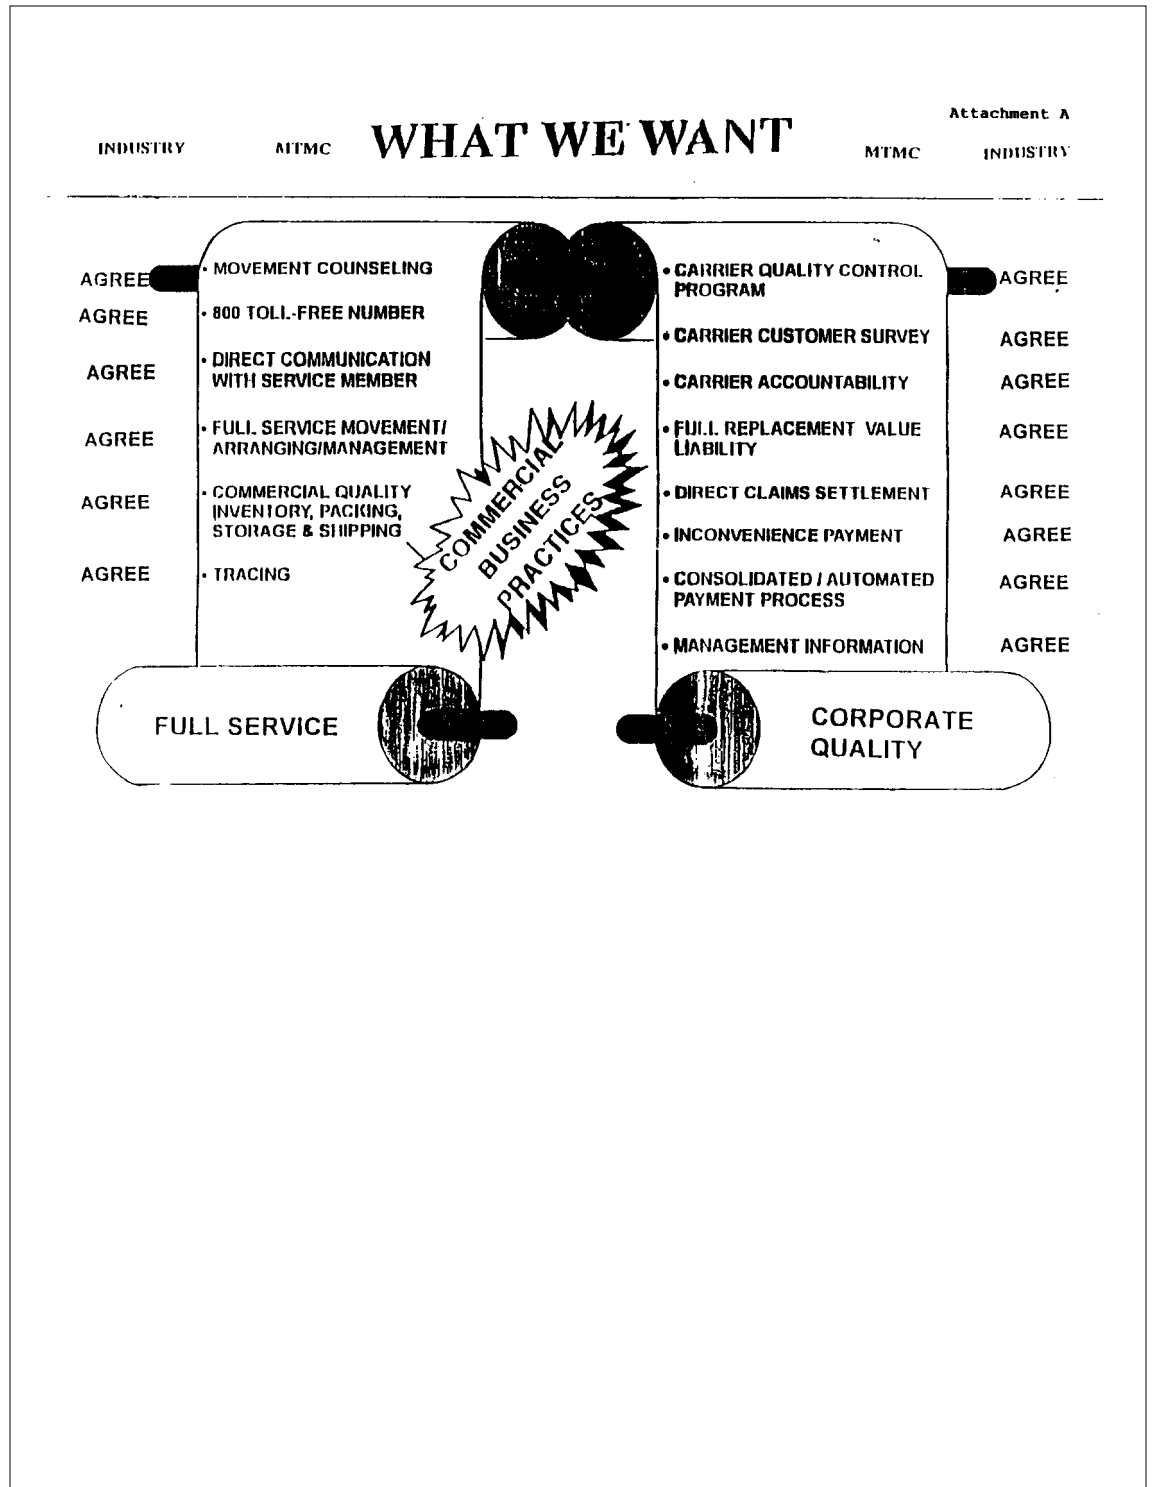 Attachment A
INDUSTRY MTMC WHAT WE WANT MTMC INDUSTRY
AGREE • MOVEMENT COUNSELING
AGREE • 800 TOLL-FREE NUMBER
AGREE • DIRECT COMMUNICATION
WITH SERVICE MEMBER
AGREE • FULL SERVICE MOVEMENT/
ARRANGING/MANAGEMENT
AGREE • COMMERCIAL QUALITY
INVENTORY, PACKING,
STORAGE & SHIPPING
AGREE • TRACING
FULL SERVICE
COMMERCIAL
BUSINESS
PRACTICES
• CARRIER QUALITY CONTROL AGREE
PROGRAM
• CARRIER CUSTOMER SURVEY AGREE
• CARRIER ACCOUNTABILITY AGREE
• FULL REPLACEMENT VALUE AGREE
LIABILITY
• DIRECT CLAIMS SETTLEMENT AGREE
• INCONVENIENCE PAYMENT AGREE
• CONSOLIDATED / AUTOMATED AGREE
PAYMENT PROCESS
• MANAGEMENT INFORMATION AGREE
CORPORATE
QUALITY